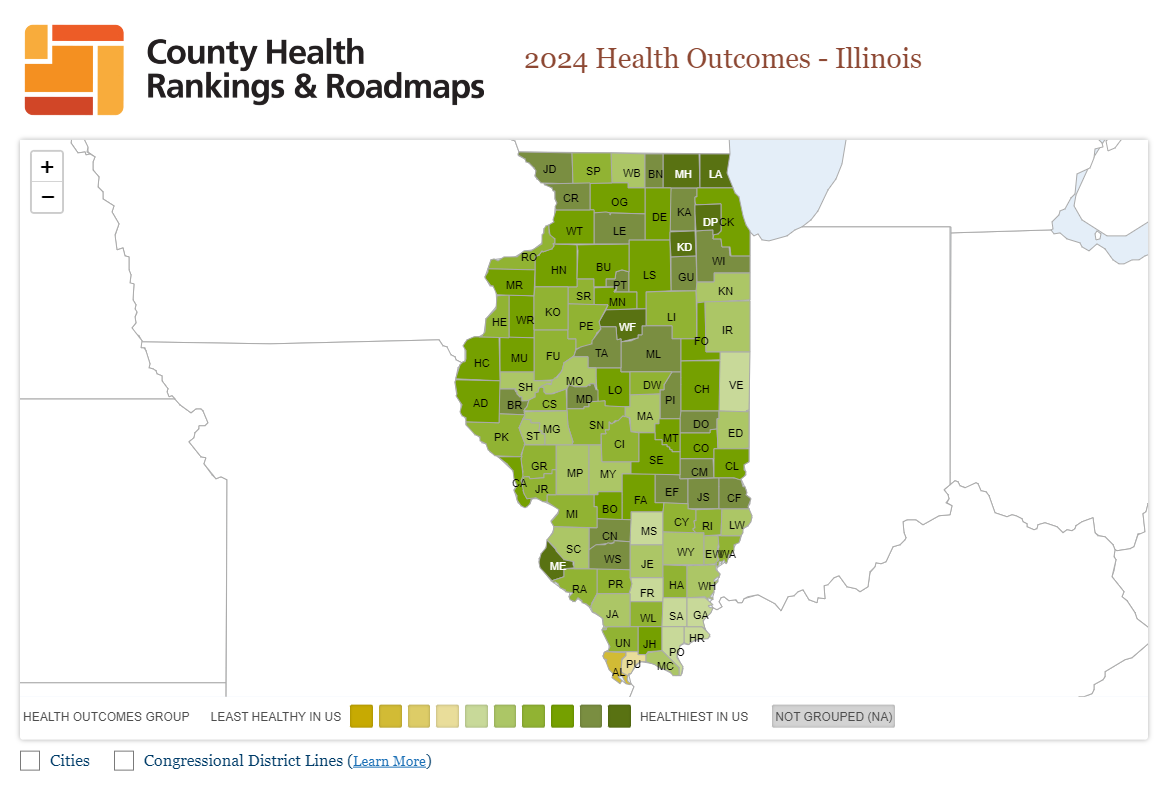 County Health
Rankings & Roadmaps
2024 Health Outcomes - Illinois
+
−
JD SP WB BN MH LA
CR OG DE KA DP CK
WT LE KD WI
RO HN BU LS GU
MR PT KN
SR MN
HE WR KO PE WF LI IR
FO
HC MU FU TA ML
SH MO LO DW CH VE
AD BR CS MD PI
MA
PK ST MG SN DO ED
CI MT CO
GR MP MY SE CM CL
CA JR EF JS CF
MI BO FA
CN MS CY RI LW
SC WS WY EW WA
ME JE
RA PR FR HA WH
JA WL SA GA
UN JH PO HR
AL PU MC
HEALTH OUTCOMES GROUP LEAST HEALTHY IN US HEALTHIEST IN US NOT GROUPED (NA)
Cities Congressional District Lines (Learn More)